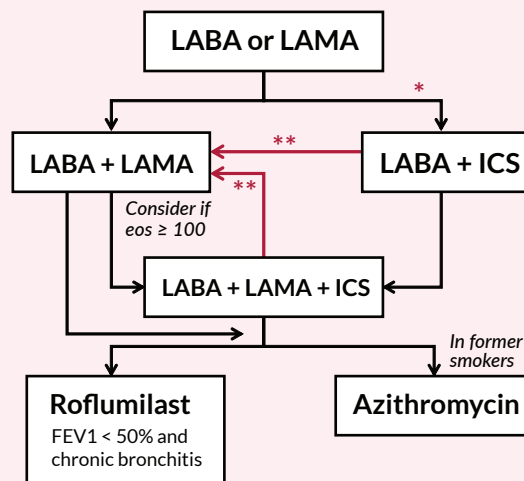 LABA or LAMA
*
**
LABA + LAMA
LABA + ICS
**
Consider if
eos ≥ 100
LABA + LAMA + ICS
In former
smokers
Roflumilast
FEV1 < 50% and
chronic bronchitis
Azithromycin